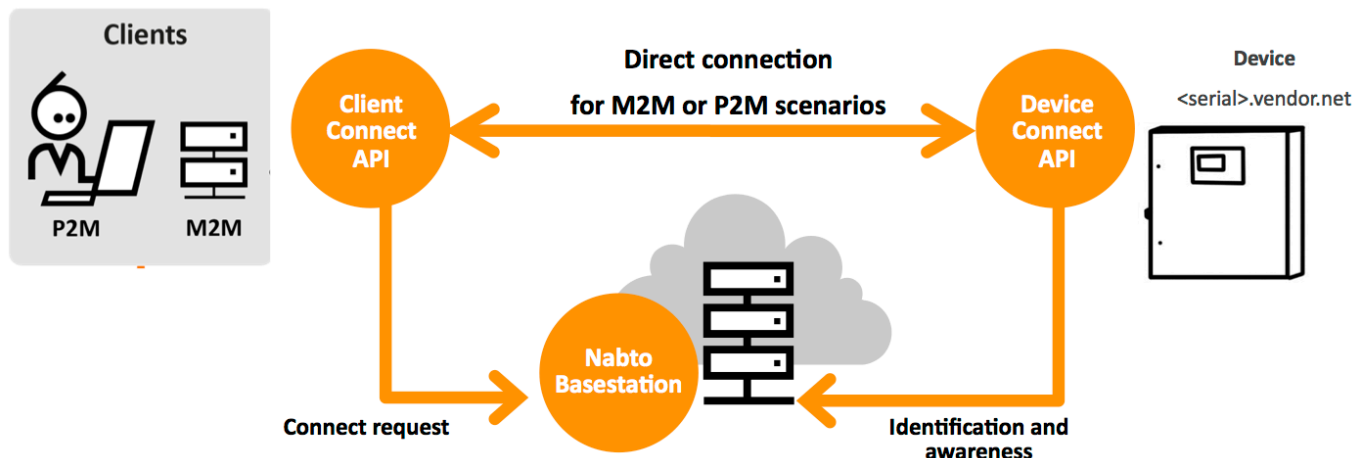 Clients
P2M
M2M
Client
Connect
API
Direct connection
for M2M or P2M scenarios
Device
Connect
API
Device
<serial>.vendor.net
Nabto
Basestation
Connect request
Identification and
awareness